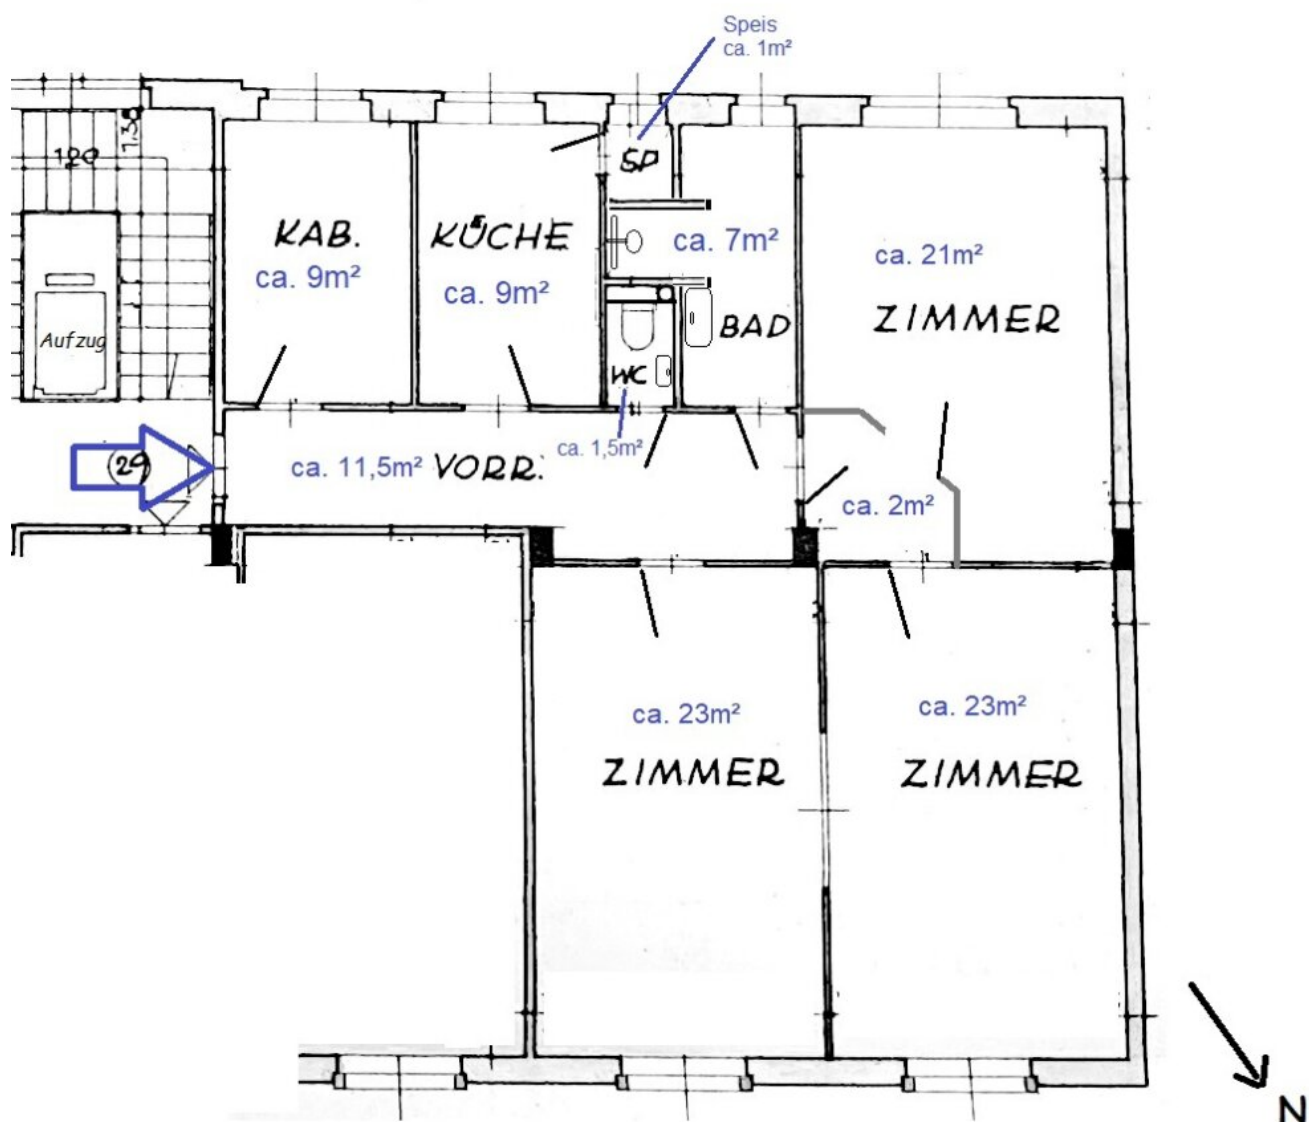 Speis
ca. 1m²
1.38
120
SP
KAB.
KÜCHE
ca. 7m²
ca. 21m²
ca. 9m²
ca. 9m²
ZIMMER
BAD
Aufzug
WC
ca. 1,5m²
29
ca. 11,5m² VORR.
ca. 2m²
ca. 23m²
ca. 23m²
ZIMMER
ZIMMER
N